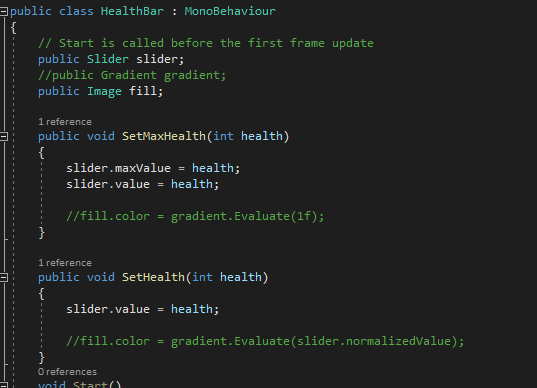 public class HealthBar : MonoBehaviour
{
// Start is called before the first frame update
public Slider slider;
//public Gradient gradient;
public Image fill;
1 reference
public void SetMaxHealth(int health)
{
slider.maxValue = health;
slider.value = health;
//fill.color = gradient.Evaluate(1f);
}
1 reference
public void SetHealth(int health)
{
slider.value = health;
//fill.color = gradient.Evaluate(slider.normalizedValue);
}
0 references
void Start()